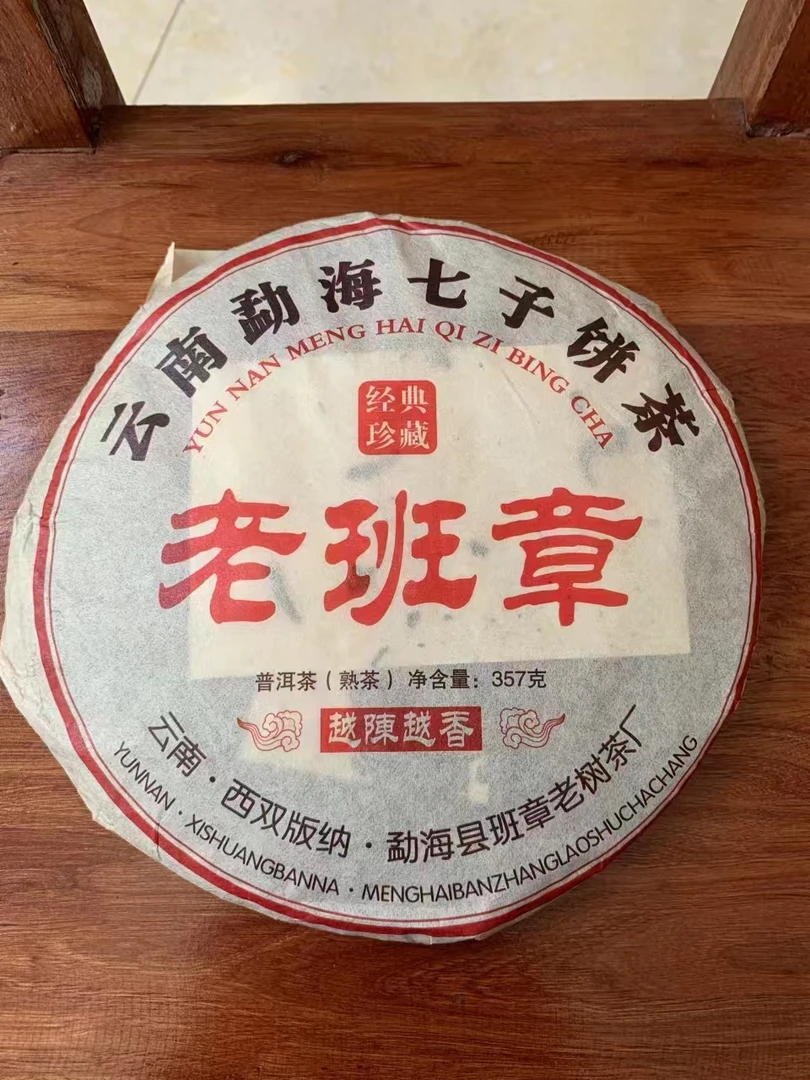 云南勐海七子饼茶
YUN NAN MENG HAI QI ZI BING CHA
经典
珍藏
老班章
普洱茶（熟茶）净含量：357克
越陳越香
云南·西双版纳·勐海县班章老树茶厂
YUNNAN·XISHUANGBANNA·MENGHAIBANZHANGLAOSHUCHACHANG